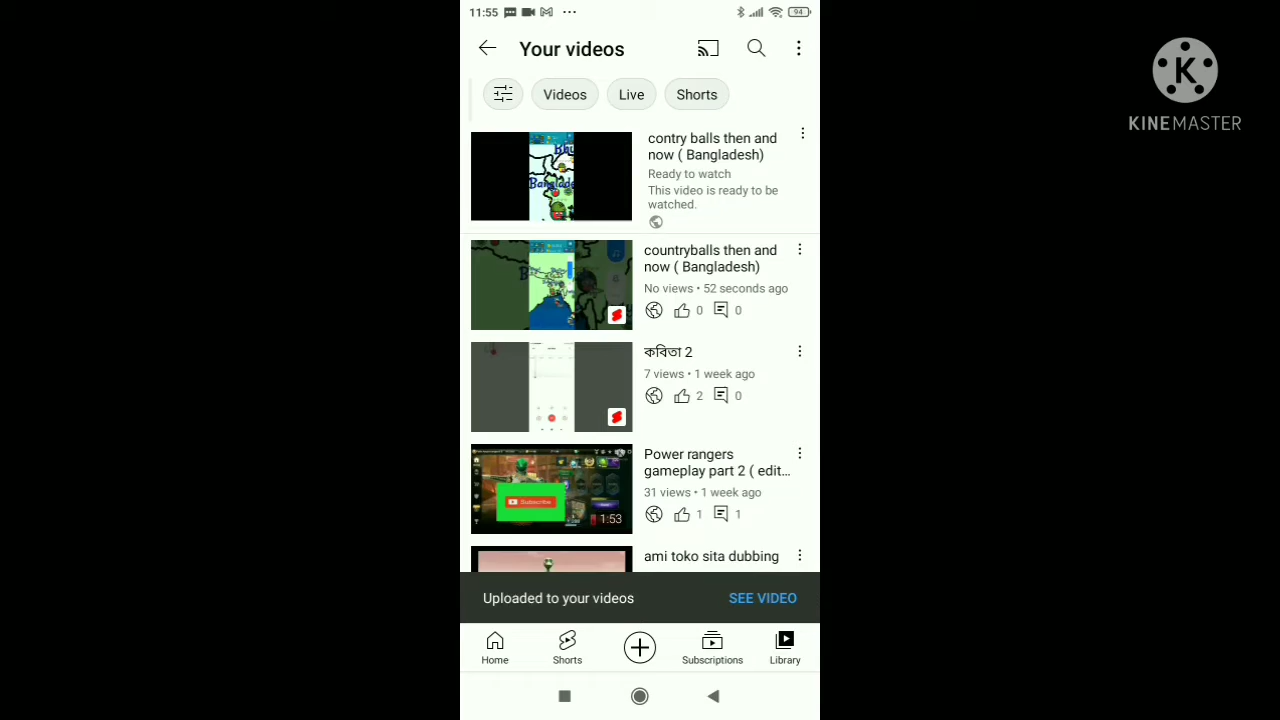 11:55
94
Your videos
Videos
Live
Shorts
contry balls then and
now ( Bangladesh)
Ready to watch
This video is ready to be
watched.
countryballs then and
now ( Bangladesh)
No views • 52 seconds ago
0
0
কবিতা 2
7 views • 1 week ago
2
0
Power rangers
gameplay part 2 ( edit...
31 views • 1 week ago
1
1
Subscribe
1:53
ami toko sita dubbing
Uploaded to your videos
SEE VIDEO
Home
Shorts
Subscriptions
Library
K
KINEMASTER